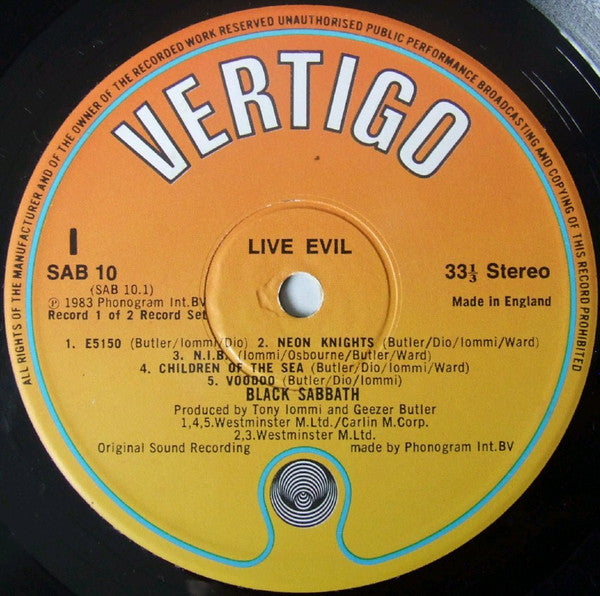 ALL RIGHTS OF THE MANUFACTURER AND OF THE OWNER OF THE RECORDED WORK RESERVED UNAUTHORISED PUBLIC PERFORMANCE BROADCASTING AND COPYING OF THIS RECORD PROHIBITED
VERTIGO
I
LIVE EVIL
SAB 10
33⅓ Stereo
(SAB 10.1)
℗ 1983 Phonogram Int.BV
Made in England
Record 1 of 2 Record Set
1. E5150 (Butler/Iommi/Dio) 2. NEON KNIGHTS (Butler/Dio/Iommi/Ward)
3. N.I.B. (Iommi/Osbourne/Butler/Ward)
4. CHILDREN OF THE SEA (Butler/Dio/Iommi/Ward)
5. VOODOO (Butler/Dio/Iommi)
BLACK SABBATH
Produced by Tony Iommi and Geezer Butler
1,4,5.Westminster M.Ltd./Carlin M.Corp.
2,3.Westminster M.Ltd.
Original Sound Recording made by Phonogram Int.BV